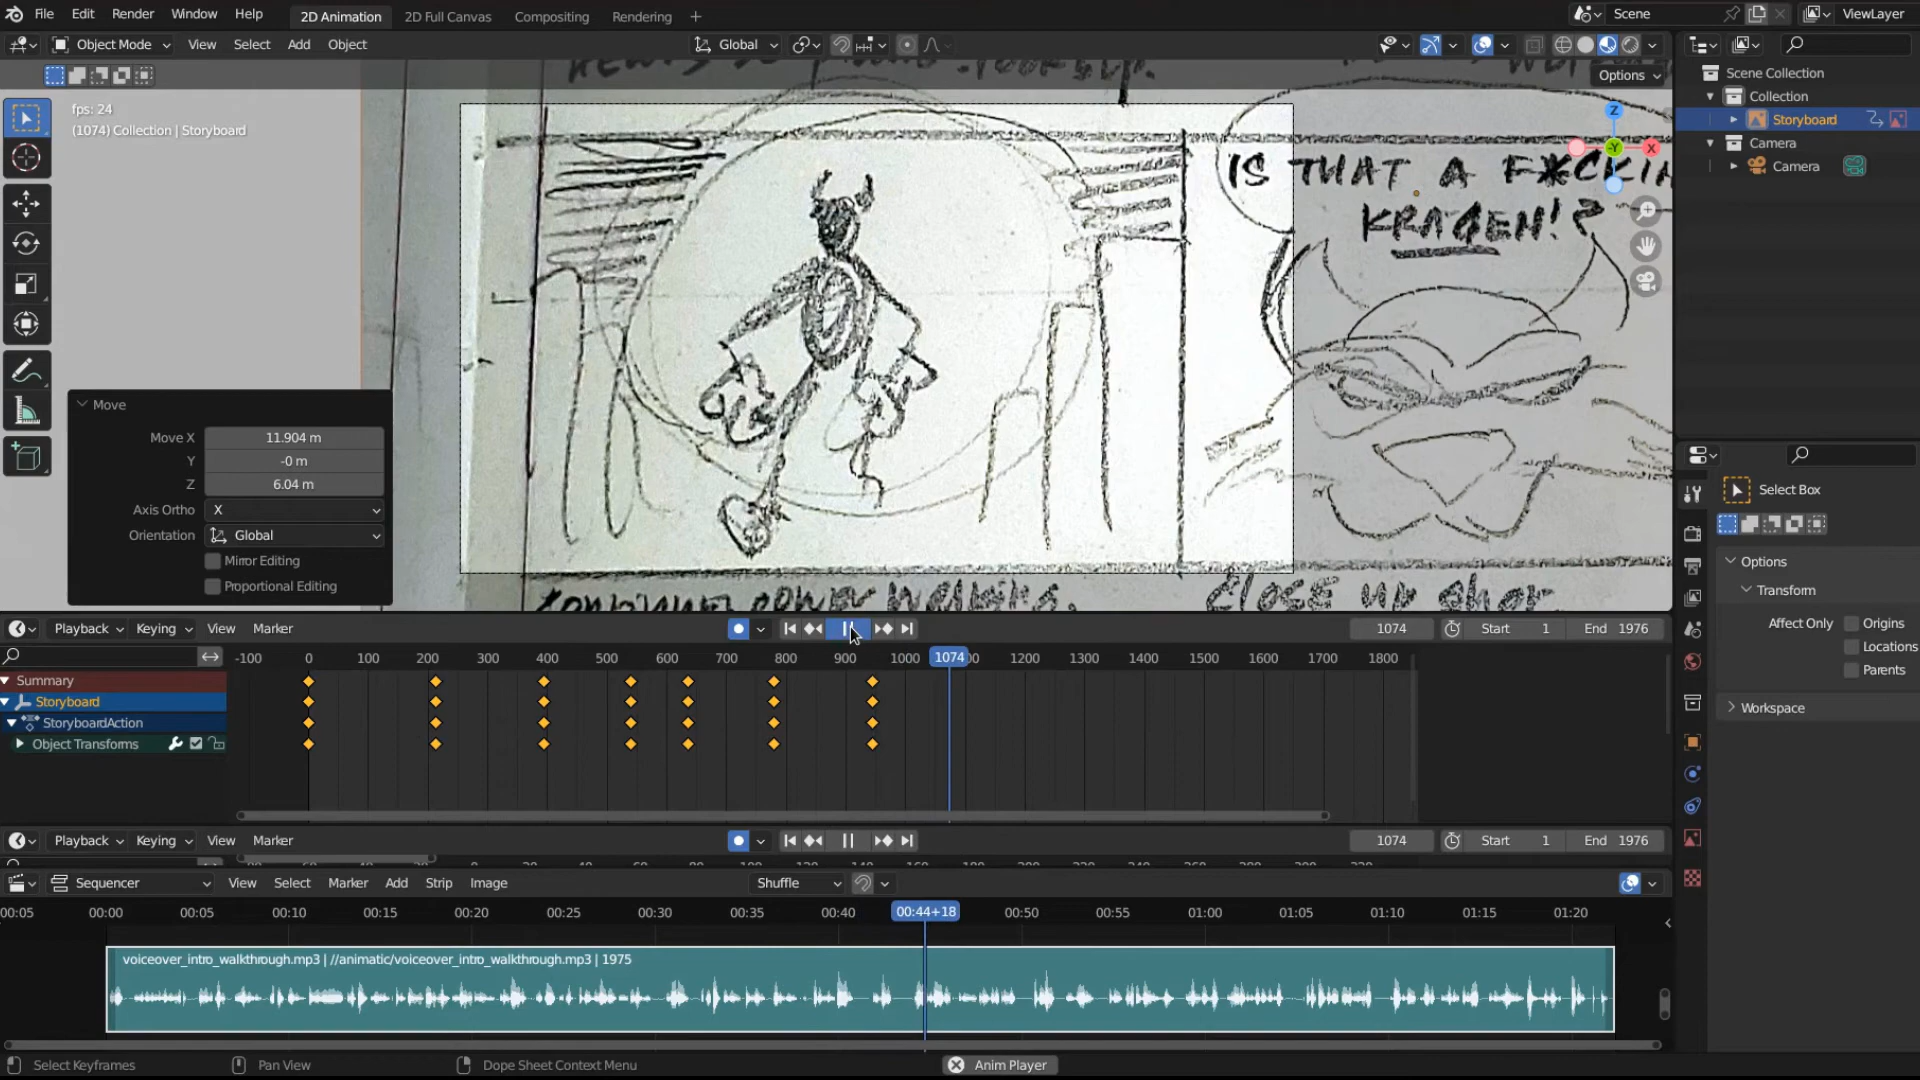 File Edit Render Window Help 2D Animation 2D Full Canvas Compositing Rendering + Scene ViewLayer
Object Mode View Select Add Object Global
Options
fps: 24
(1074) Collection | Storyboard
Scene Collection
Collection
Storyboard
Camera
Camera
Z
Y
X
IS THAT A F*CKIN
KRAGEN!?
Move
Move X 11.904 m
Y -0 m
Z 6.04 m
Axis Ortho X
Orientation Global
Mirror Editing
Proportional Editing
CLOSE UP SHOT.
Select Box
Options
Transform
Affect Only Origins
Locations
Parents
Workspace
Playback Keying View Marker 1074 Start 1 End 1976
-100 0 100 200 300 400 500 600 700 800 900 1000 1074 1200 1300 1400 1500 1600 1700 1800
Summary
Storyboard
StoryboardAction
Object Transforms
Playback Keying View Marker 1074 Start 1 End 1976
Sequencer View Select Marker Add Strip Image Shuffle
00:05 00:00 00:05 00:10 00:15 00:20 00:25 00:30 00:35 00:40 00:44+18 00:50 00:55 01:00 01:05 01:10 01:15 01:20
voiceover_intro_walkthrough.mp3 | //animatic/voiceover_intro_walkthrough.mp3 | 1975
Select Keyframes Pan View Dope Sheet Context Menu Anim Player